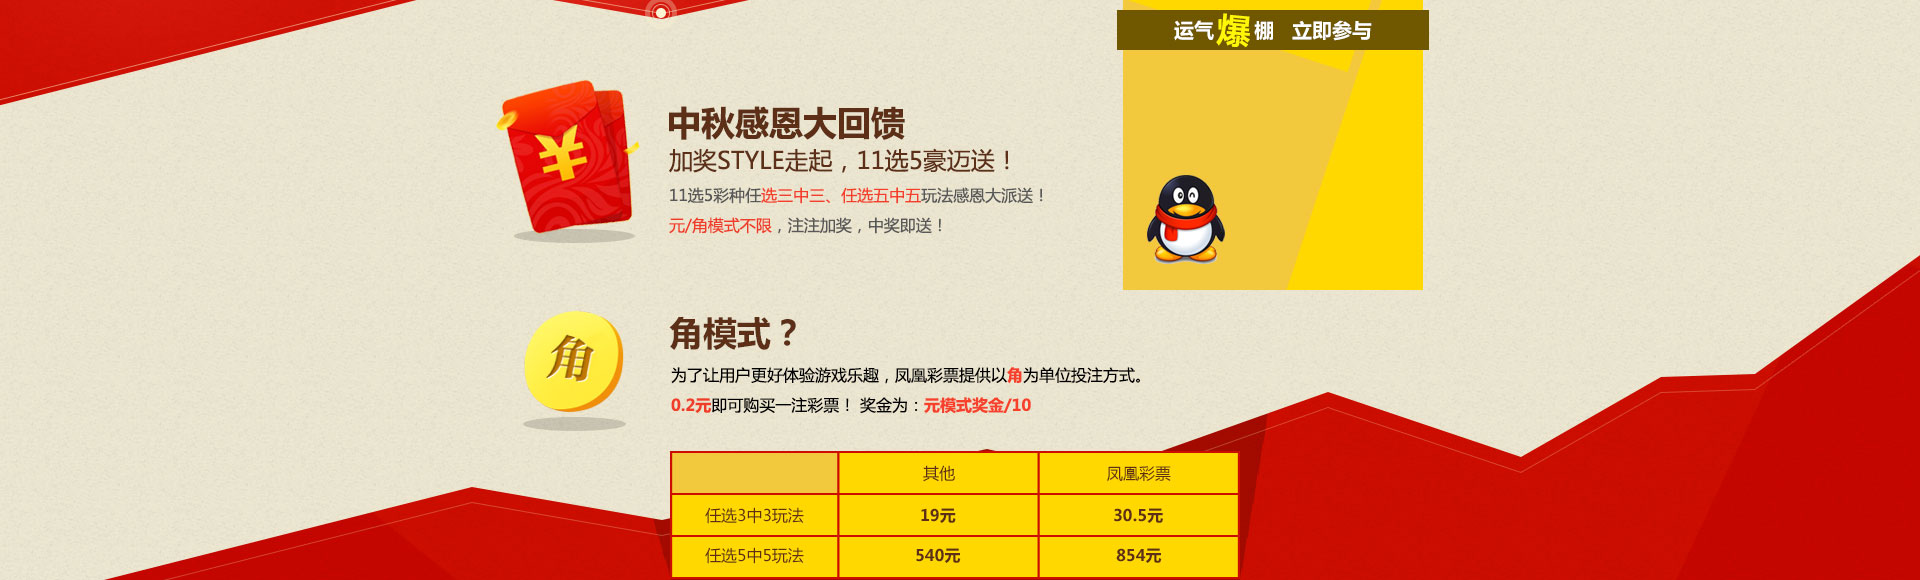 运气爆棚 立即参与
¥
中秋感恩大回馈
加奖STYLE走起，11选5豪迈送！
11选5彩种任选三中三、任选五中五玩法感恩大派送！
元/角模式不限，注注加奖，中奖即送！
角
角模式？
为了让用户更好体验游戏乐趣，凤凰彩票提供以角为单位投注方式。
0.2元即可购买一注彩票！ 奖金为：元模式奖金/10
其他 凤凰彩票
任选3中3玩法 19元 30.5元
任选5中5玩法 540元 854元